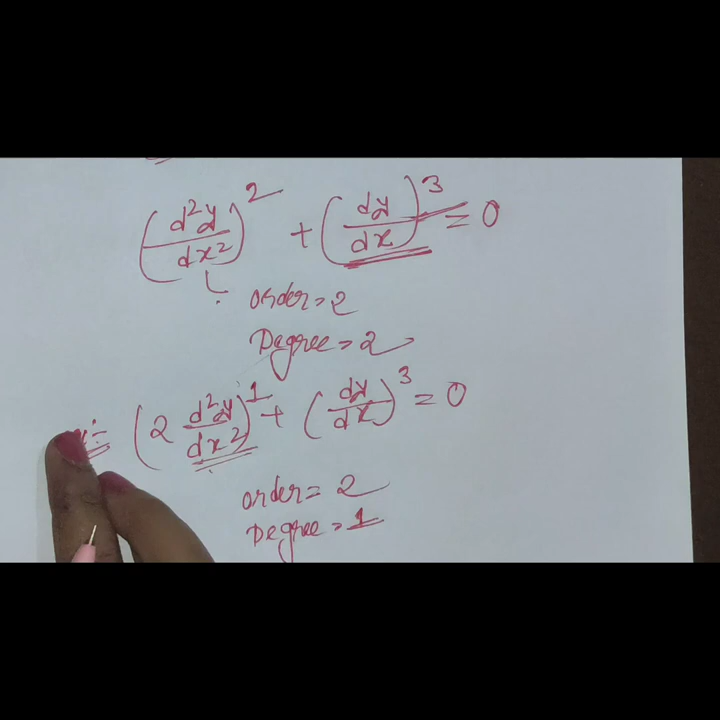 (d²y/dx²)² + (dy/dx)³ = 0
order = 2
Degree = 2
(2 d²y/dx²)¹ + (dy/dx)³ = 0
order = 2
Degree = 1